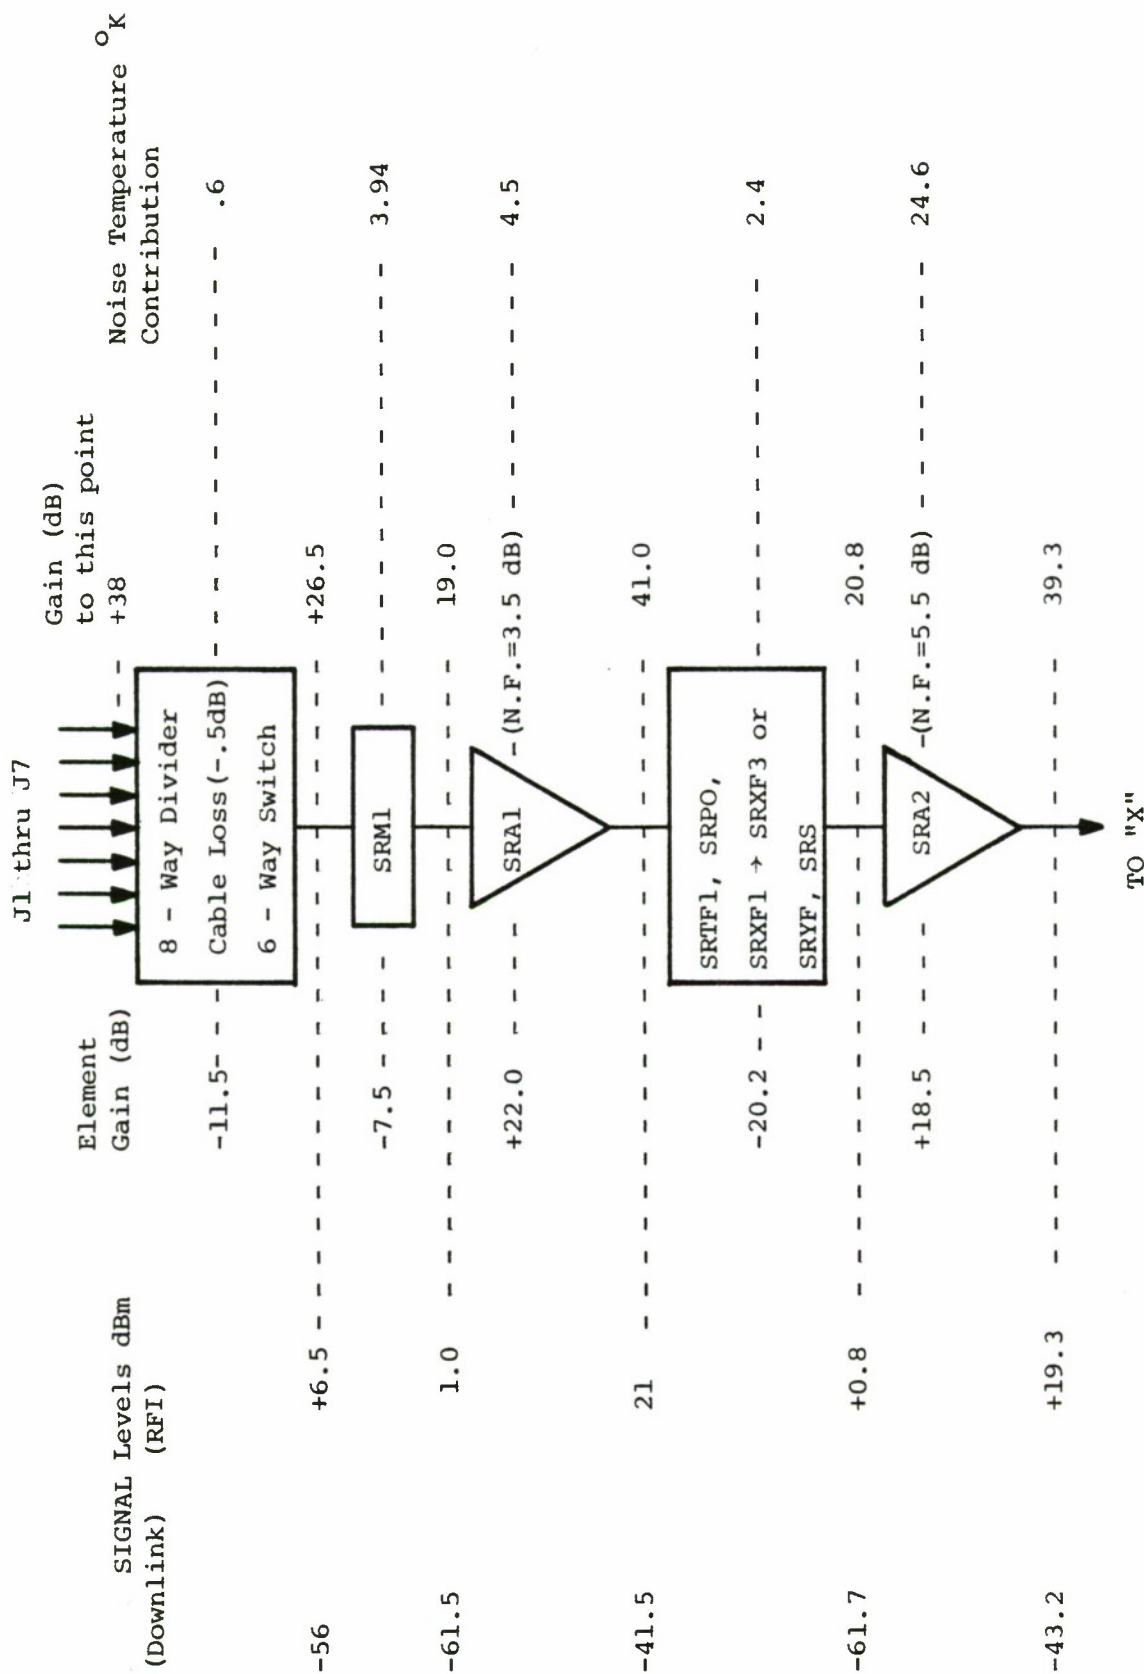 J1 thru J7
SIGNAL Levels dBm
(Downlink) (RFI)
Element
Gain (dB)
Gain (dB)
to this point
+38
Noise Temperature °K
Contribution
-11.5
8 - Way Divider
Cable Loss(-.5dB)
6 - Way Switch
.6
-56 +6.5 +26.5
-7.5 SRM1 3.94
-61.5 1.0 19.0
+22.0 SRA1 (N.F.=3.5 dB) 4.5
-41.5 21 41.0
-20.2
SRTF1, SRPO,
SRXF1 → SRXF3 or
SRYF, SRS
2.4
-61.7 +0.8 20.8
+18.5 SRA2 (N.F.=5.5 dB) 24.6
-43.2 +19.3 39.3
TO "X"